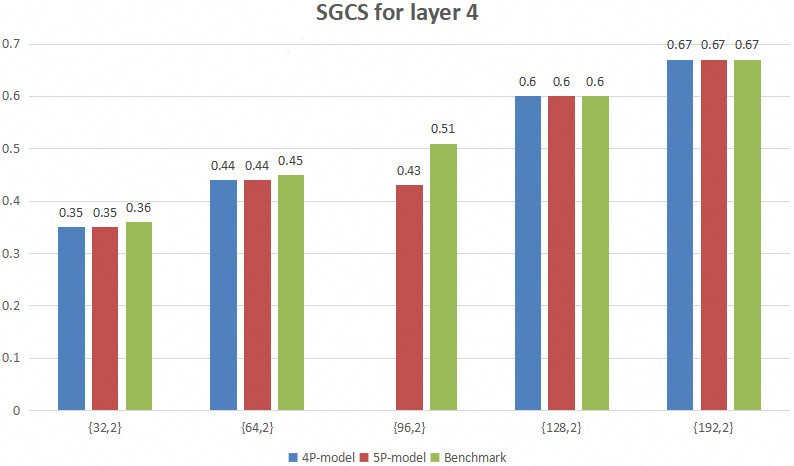 SGCS for layer 4
0.7
0.6
0.5
0.4
0.3
0.2
0.1
0
0.35 0.35 0.36
0.44 0.44 0.45
0.43 0.51
0.6 0.6 0.6
0.67 0.67 0.67
{32,2} {64,2} {96,2} {128,2} {192,2}
4P-model 5P-model Benchmark